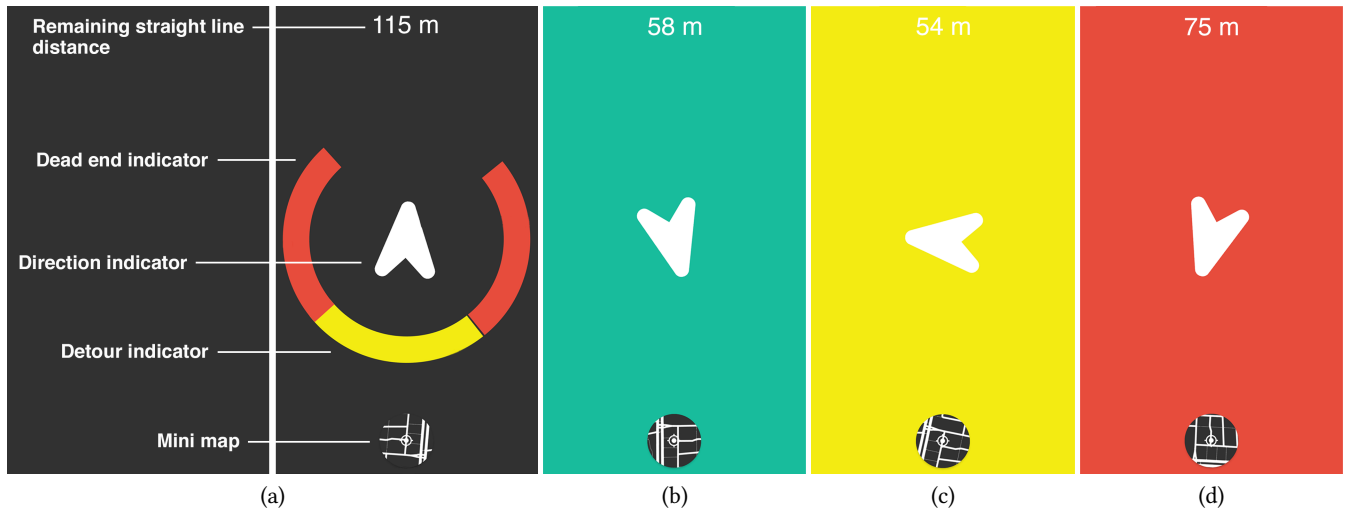 Remaining straight line
distance
115 m
58 m
54 m
75 m
Dead end indicator
Direction indicator
Detour indicator
Mini map
(a)
(b)
(c)
(d)